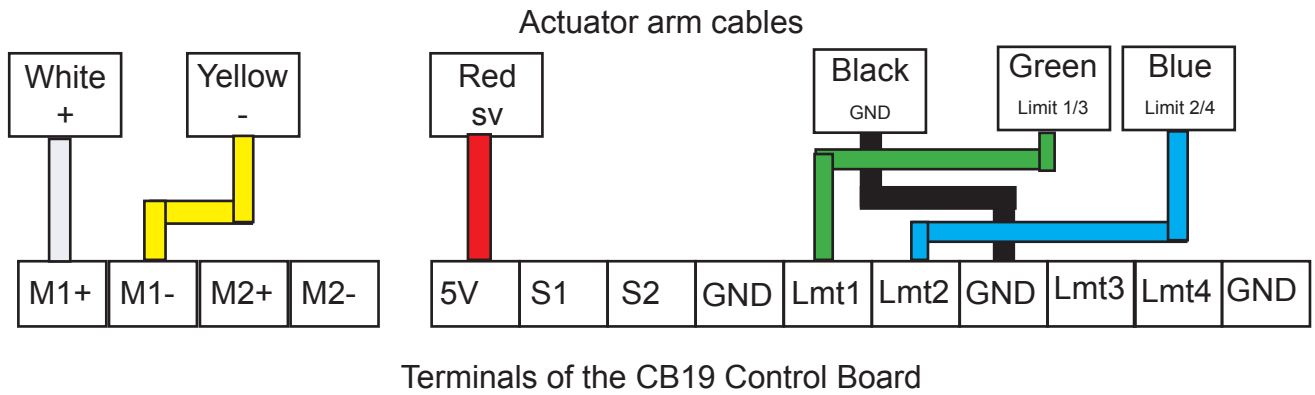 Actuator arm cables
White
+
Yellow
-
Red
sv
Black
GND
Green
Limit 1/3
Blue
Limit 2/4
M1+ M1- M2+ M2-
5V S1 S2 GND Lmt1 Lmt2 GND Lmt3 Lmt4 GND
Terminals of the CB19 Control Board